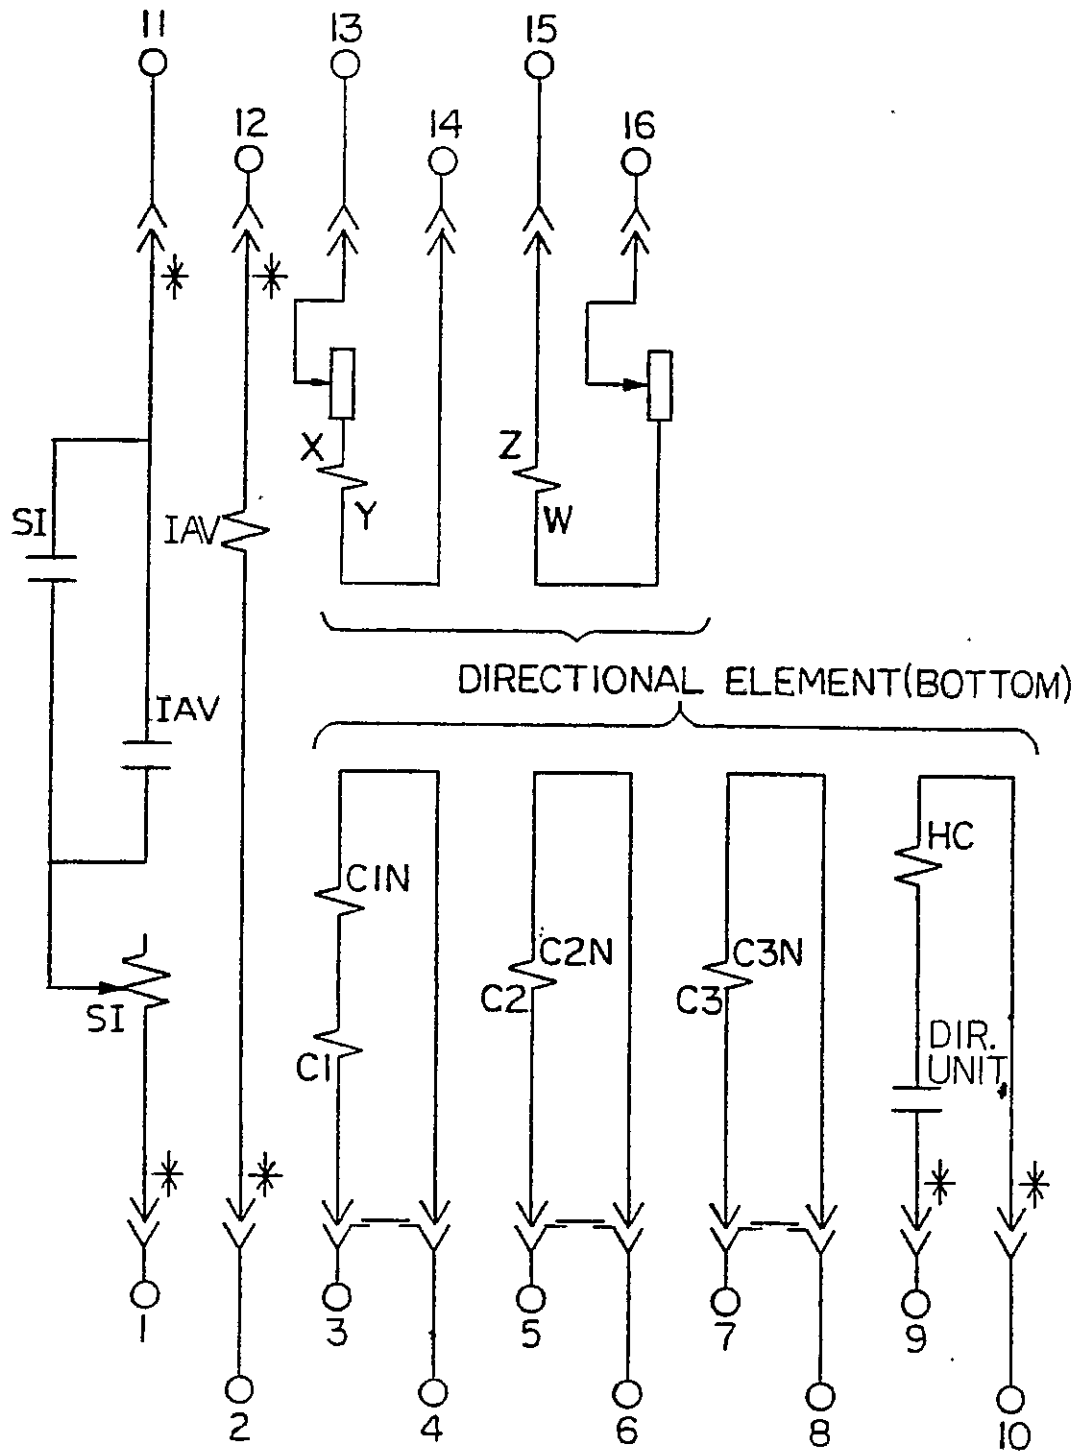 11
13
15
12
14
16
X
Z
SI
IAV
Y
W
DIRECTIONAL ELEMENT(BOTTOM)
IAV
HC
C1N
C2N
C3N
C2
C3
SI
DIR.
UNIT
C1
1
3
5
7
9
2
4
6
8
10